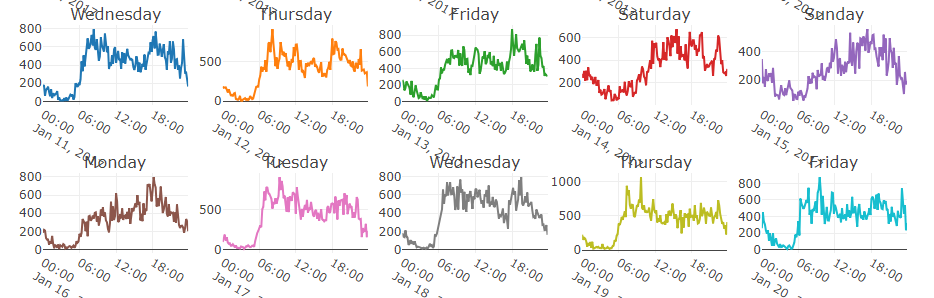 Wednesday Thursday Friday Saturday Sunday
800 600 400 200 0
500 0
800 600 400 200 0
600 400 200
400 200
00:00 06:00 12:00 18:00
00:00 06:00 12:00 18:00
00:00 06:00 12:00 18:00
00:00 06:00 12:00 18:00
00:00 06:00 12:00 18:00
Jan 11, Jan 12, Jan 13, Jan 14, Jan 15,
Monday Tuesday Wednesday Thursday Friday
800 600 400 200 0
500 0
800 600 400 200 0
1000 500 0
800 600 400 200 0
00:00 06:00 12:00 18:00
00:00 06:00 12:00 18:00
00:00 06:00 12:00 18:00
00:00 06:00 12:00 18:00
00:00 06:00 12:00 18:00
Jan 16, Jan 17, Jan 18, Jan 19, Jan 20,